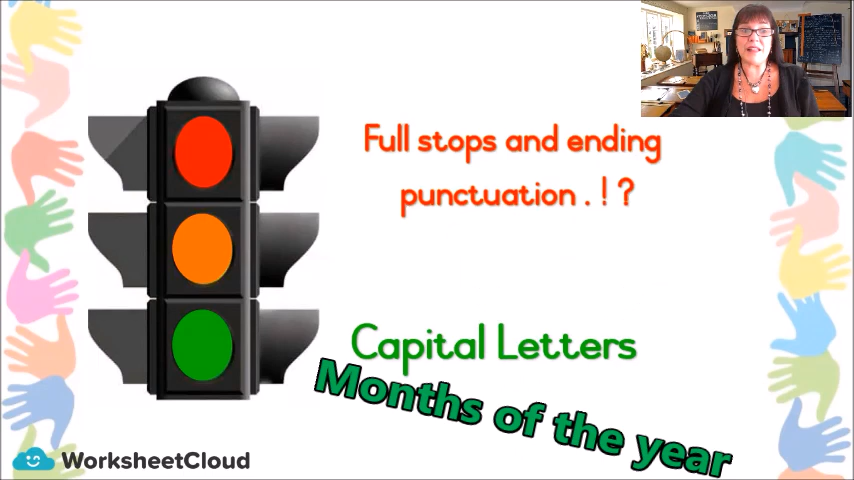 Full stops and ending
punctuation . ! ?
Capital Letters
Months of the year
WorksheetCloud